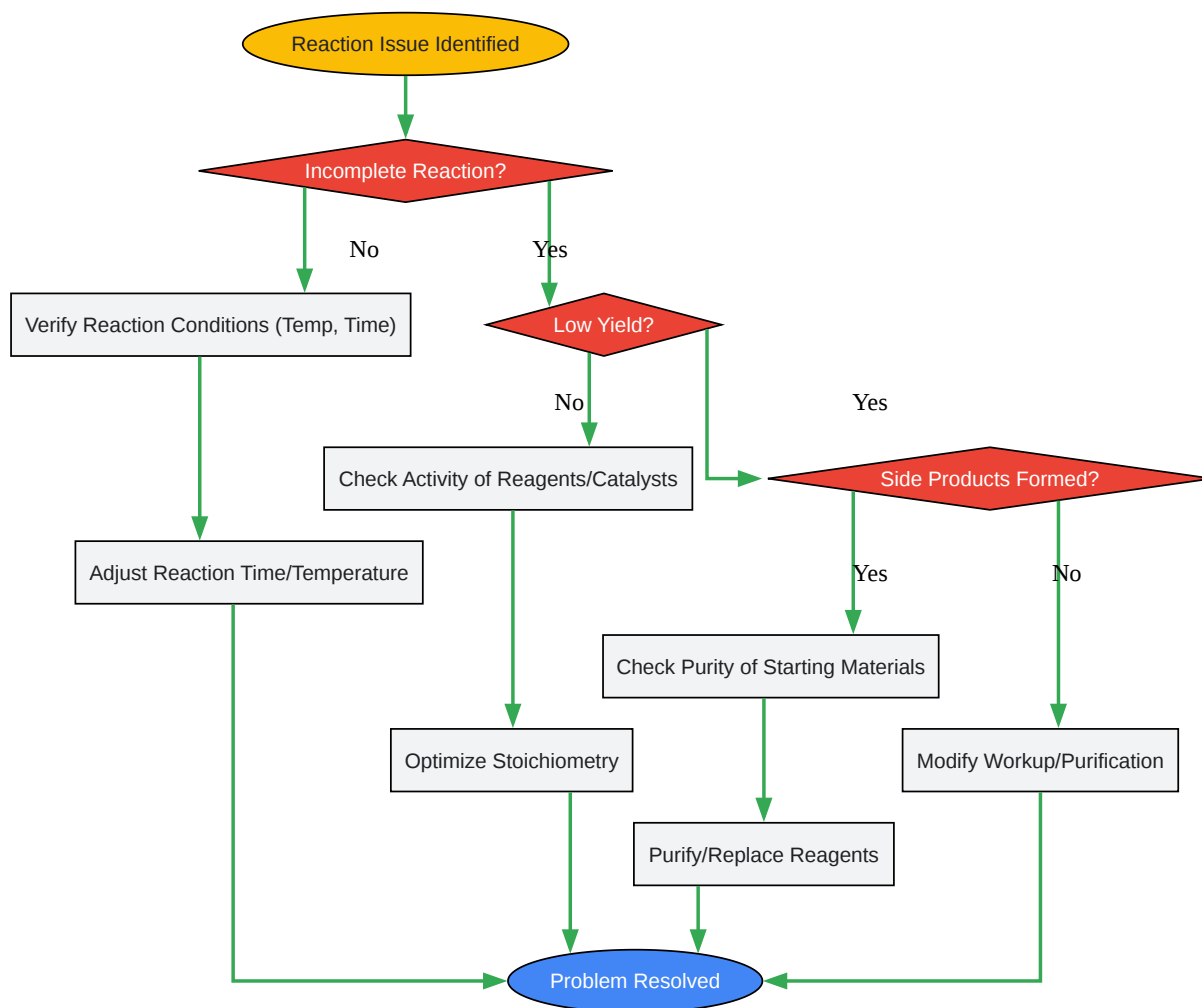 Reaction Issue Identified
Incomplete Reaction?
No
Yes
Verify Reaction Conditions (Temp, Time)
Low Yield?
No
Yes
Check Activity of Reagents/Catalysts
Side Products Formed?
Adjust Reaction Time/Temperature
Yes
No
Check Purity of Starting Materials
Optimize Stoichiometry
Modify Workup/Purification
Purify/Replace Reagents
Problem Resolved